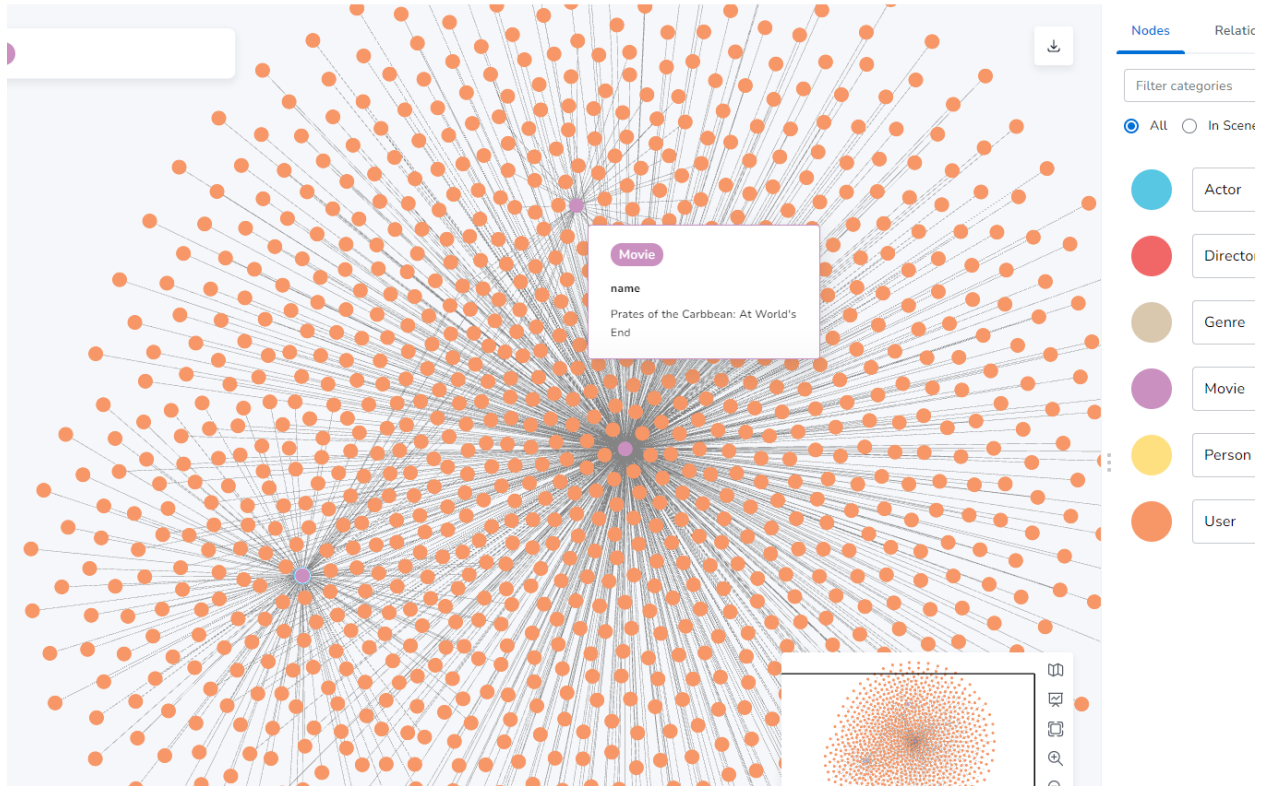 Nodes
Relatio
Filter categories
All
In Scene
Movie
name
Prates of the Carbbean: At World's
End
Actor
Director
Genre
Movie
Person
User